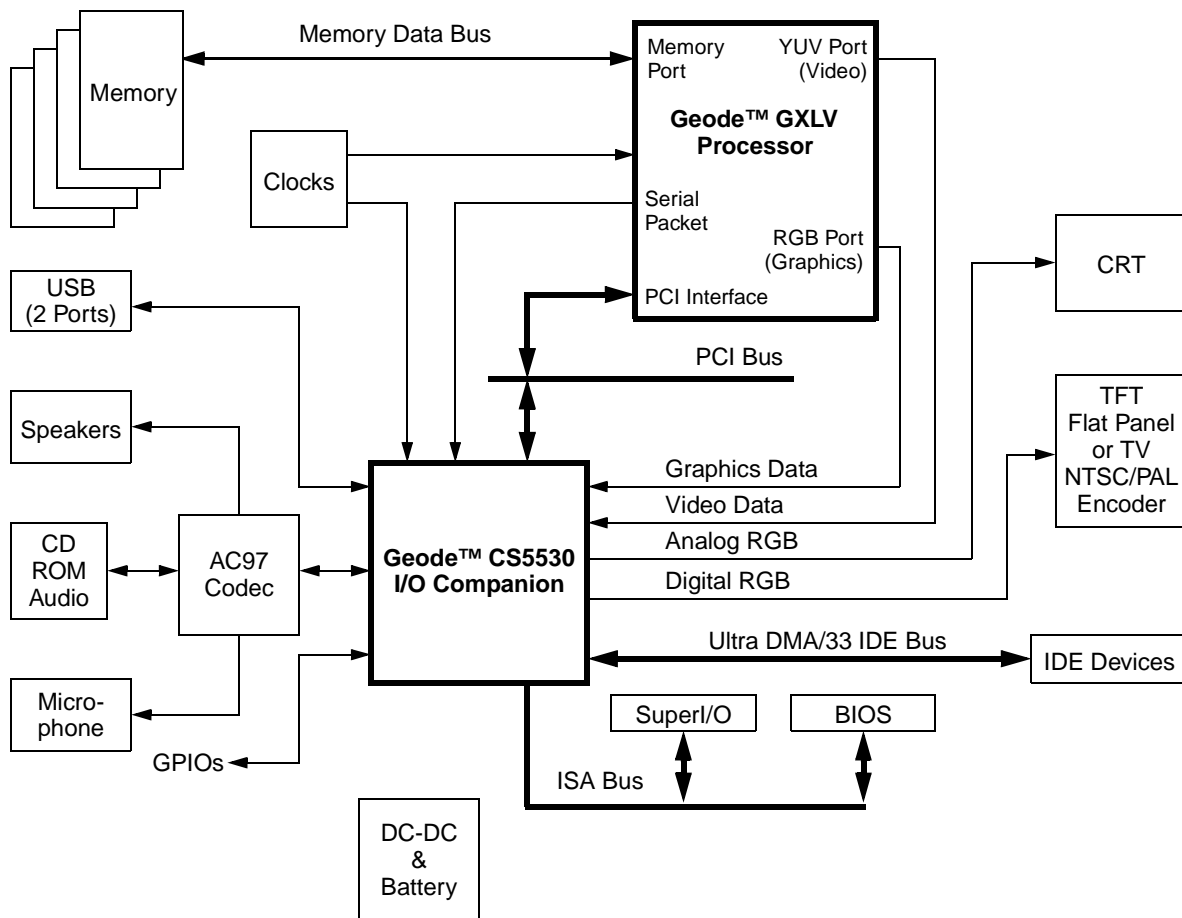 Memory Data Bus
Memory
Memory
Port
YUV Port
(Video)
Geode™ GXLV
Processor
Clocks
Serial
Packet
RGB Port
(Graphics)
PCI Interface
CRT
USB
(2 Ports)
PCI Bus
TFT
Flat Panel
or TV
NTSC/PAL
Encoder
Speakers
Graphics Data
Video Data
Analog RGB
Digital RGB
CD
ROM
Audio
AC97
Codec
Geode™ CS5530
I/O Companion
Ultra DMA/33 IDE Bus
IDE Devices
Micro-
phone
SuperI/O
BIOS
GPIOs
ISA Bus
DC-DC
&
Battery